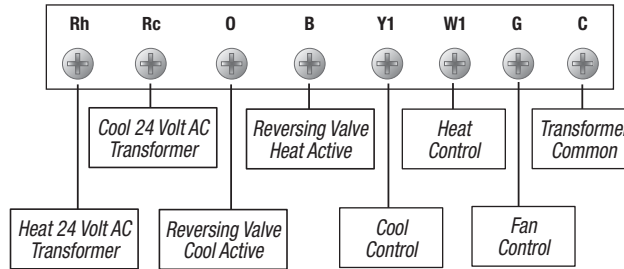 Rh Rc O B Y1 W1 G C
Cool 24 Volt AC
Transformer
Reversing Valve
Heat Active
Heat
Control
Transformer
Common
Heat 24 Volt AC
Transformer
Reversing Valve
Cool Active
Cool
Control
Fan
Control